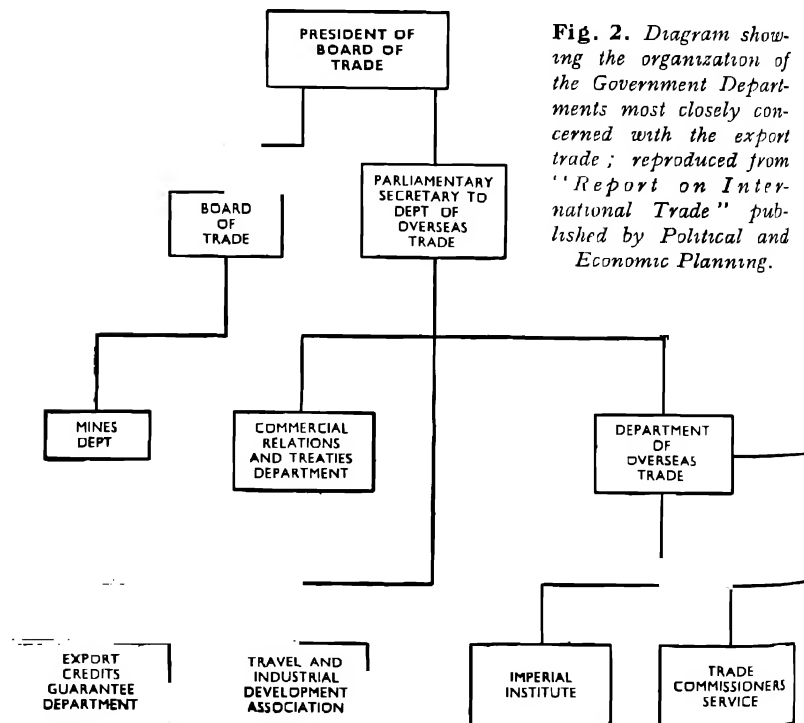 PRESIDENT OF
BOARD OF
TRADE
Fig. 2. Diagram show-
ing the organization of
the Government Depart-
ments most closely con-
cerned with the export
trade ; reproduced from
"Report on Inter-
national Trade" pub-
lished by Political and
Economic Planning.
BOARD
OF
TRADE
PARLIAMENTARY
SECRETARY TO
DEPT OF
OVERSEAS
TRADE
MINES
DEPT
COMMERCIAL
RELATIONS
AND TREATIES
DEPARTMENT
DEPARTMENT
OF
OVERSEAS
TRADE
EXPORT
CREDITS
GUARANTEE
DEPARTMENT
TRAVEL AND
INDUSTRIAL
DEVELOPMENT
ASSOCIATION
IMPERIAL
INSTITUTE
TRADE
COMMISSIONERS
SERVICE